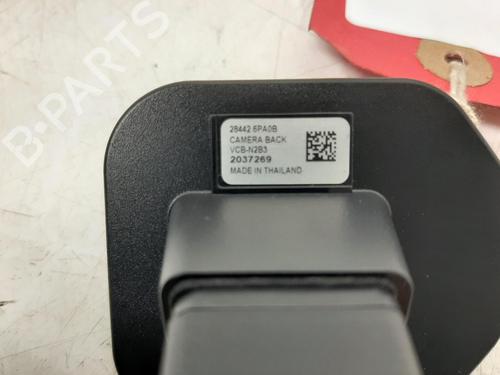 B-PARTS
28442 6PA0B
CAMERA BACK
VCB-N2B3
2037269
MADE IN THAILAND